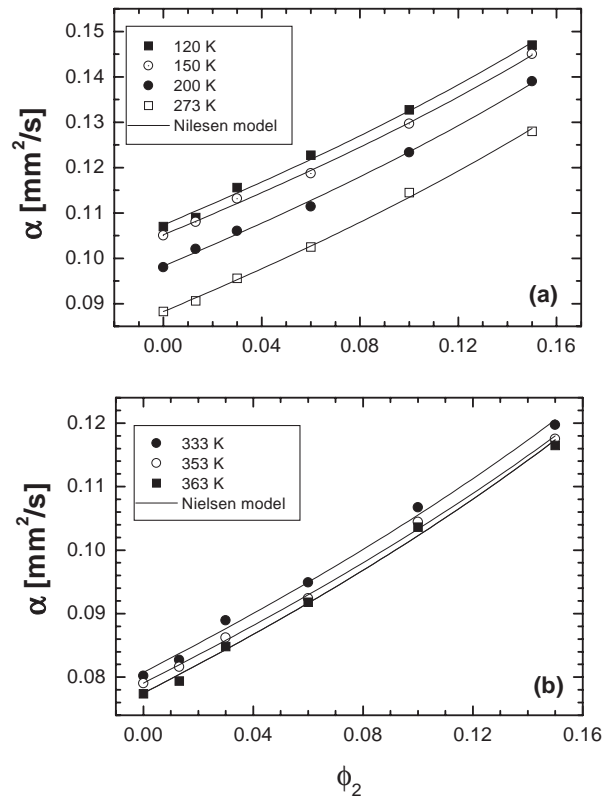 120 K
150 K
200 K
273 K
Nilesen model
α [mm²/s]
0.15
0.14
0.13
0.12
0.11
0.10
0.09
(a)
0.00 0.04 0.08 0.12 0.16
333 K
353 K
363 K
Nielsen model
α [mm²/s]
0.12
0.11
0.10
0.09
0.08
(b)
0.00 0.04 0.08 0.12 0.16
ϕ₂